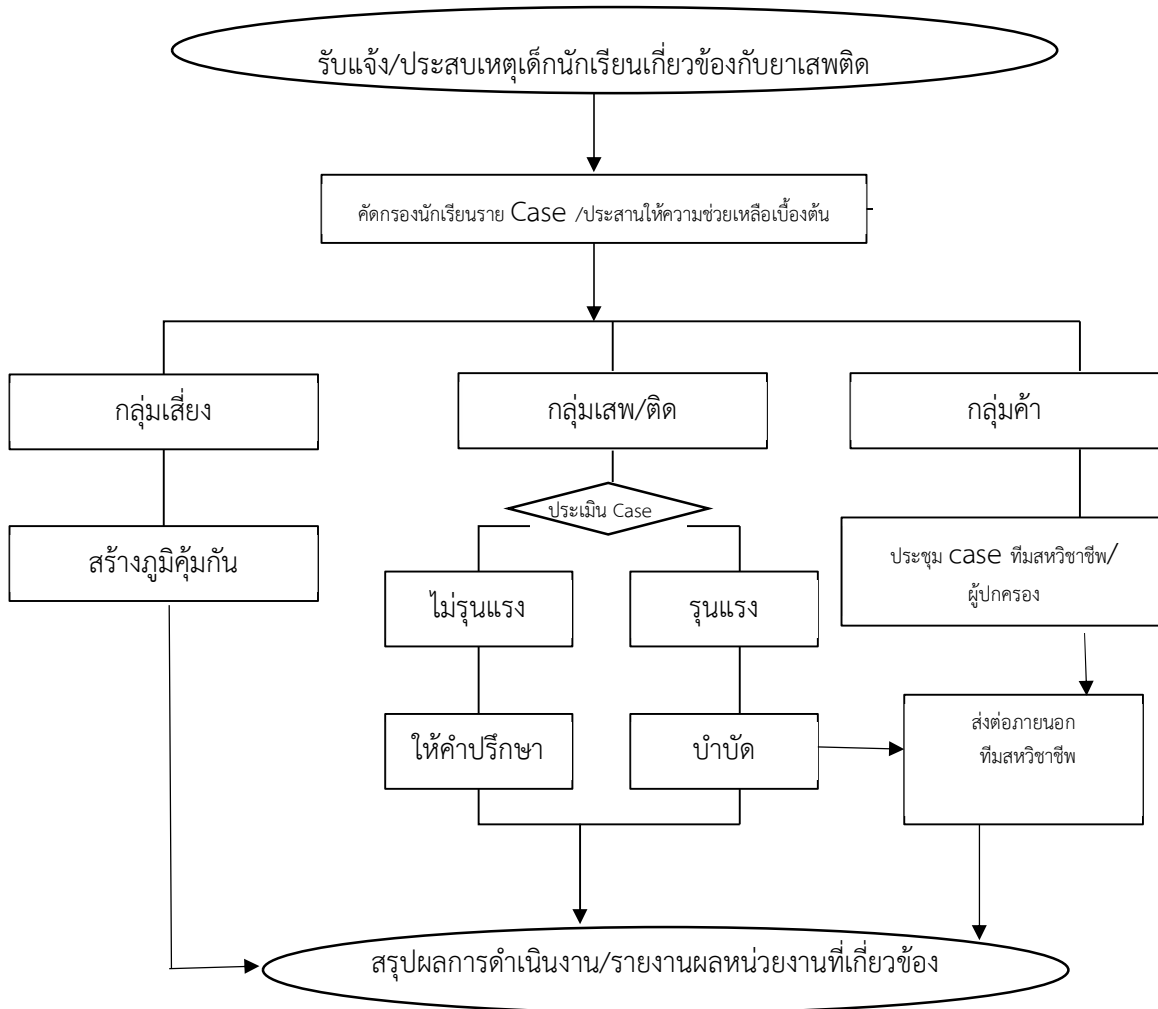 รับแจ้ง/ประสบเหตุเด็กนักเรียนเกี่ยวข้องกับยาเสพติด
คัดกรองนักเรียนราย Case /ประสานให้ความช่วยเหลือเบื้องต้น
กลุ่มเสี่ยง
กลุ่มเสพ/ติด
กลุ่มค้า
ประเมิน Case
สร้างภูมิคุ้มกัน
ประชุม case ทีมสหวิชาชีพ/
ผู้ปกครอง
ไม่รุนแรง
รุนแรง
ให้คำปรึกษา
บำบัด
ส่งต่อภายนอก
ทีมสหวิชาชีพ
สรุปผลการดำเนินงาน/รายงานผลหน่วยงานที่เกี่ยวข้อง